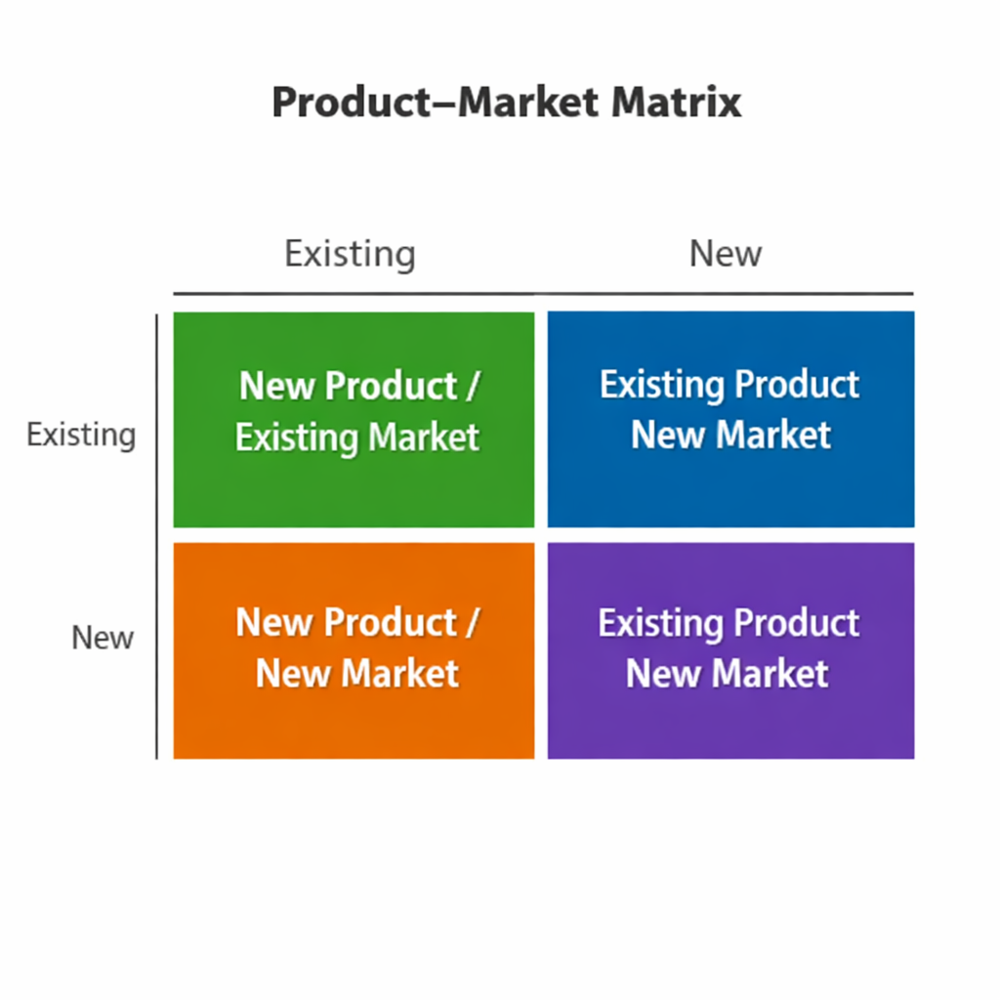 Product–Market Matrix
Existing
New
Existing
New Product /
Existing Market
Existing Product
New Market
New
New Product /
New Market
Existing Product
New Market